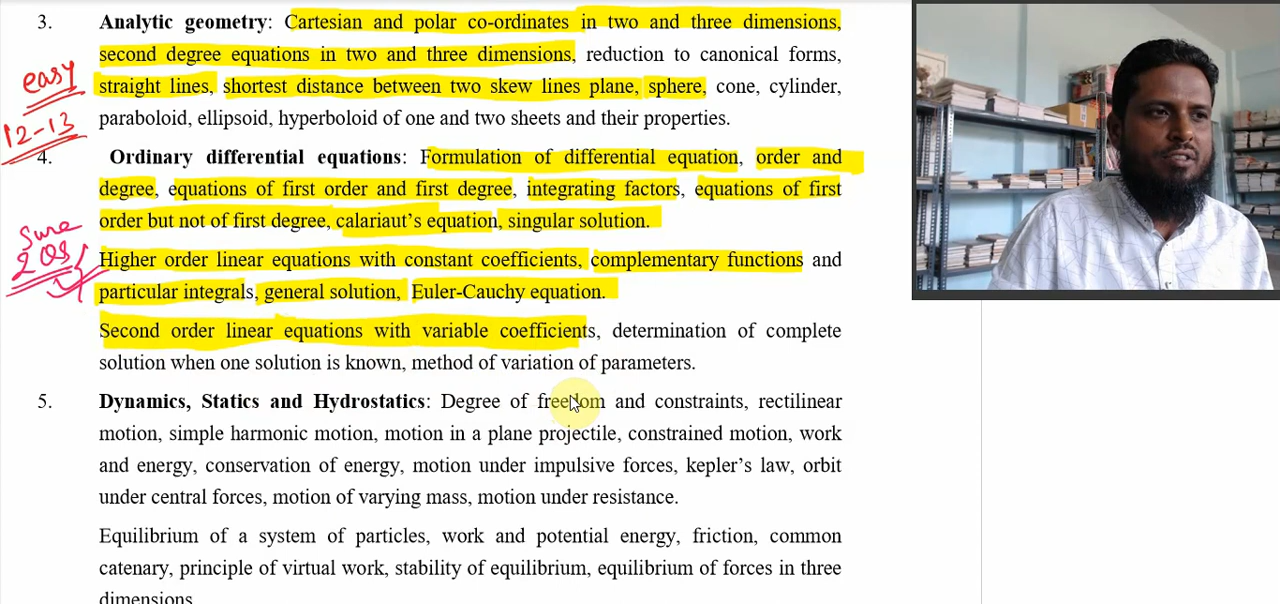 3. Analytic geometry: Cartesian and polar co-ordinates in two and three dimensions,
second degree equations in two and three dimensions, reduction to canonical forms,
easy
straight lines, shortest distance between two skew lines plane, sphere, cone, cylinder,
12-13
paraboloid, ellipsoid, hyperboloid of one and two sheets and their properties.
4. Ordinary differential equations: Formulation of differential equation, order and
degree, equations of first order and first degree, integrating factors, equations of first
order but not of first degree, calariaut's equation, singular solution.
Sure
2 QS
Higher order linear equations with constant coefficients, complementary functions and
particular integrals, general solution, Euler-Cauchy equation.
Second order linear equations with variable coefficients, determination of complete
solution when one solution is known, method of variation of parameters.
5. Dynamics, Statics and Hydrostatics: Degree of freedom and constraints, rectilinear
motion, simple harmonic motion, motion in a plane projectile, constrained motion, work
and energy, conservation of energy, motion under impulsive forces, kepler's law, orbit
under central forces, motion of varying mass, motion under resistance.
Equilibrium of a system of particles, work and potential energy, friction, common
catenary, principle of virtual work, stability of equilibrium, equilibrium of forces in three
dimensions